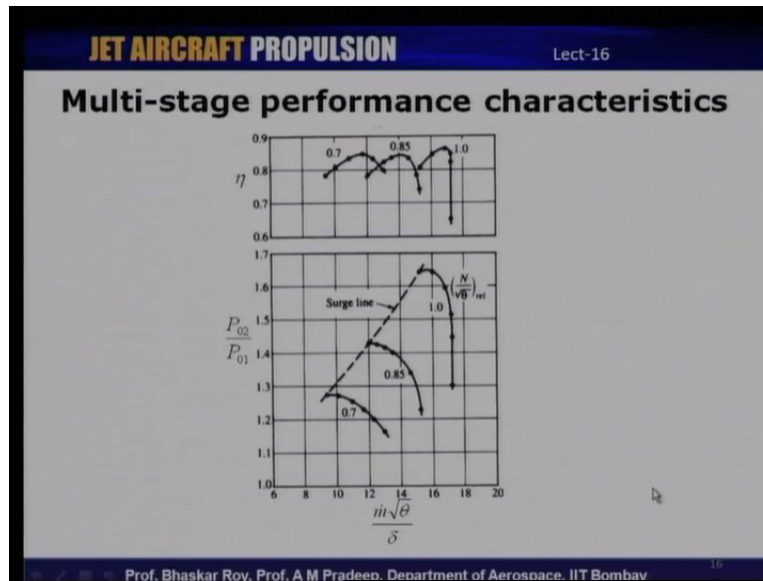 JET AIRCRAFT PROPULSION Lect-16
Multi-stage performance characteristics
0.9
0.8
0.7
0.6
η
0.7 0.85 1.0
1.7
1.6
1.5
1.4
1.3
1.2
1.1
1.0
P02
P01
Surge line
(N/√θ)rel
1.0
0.85
0.7
6 8 10 12 14 16 18 20
ṁ√θ
δ
16
Prof. Bhaskar Roy, Prof. A M Pradeep, Department of Aerospace, IIT Bombay